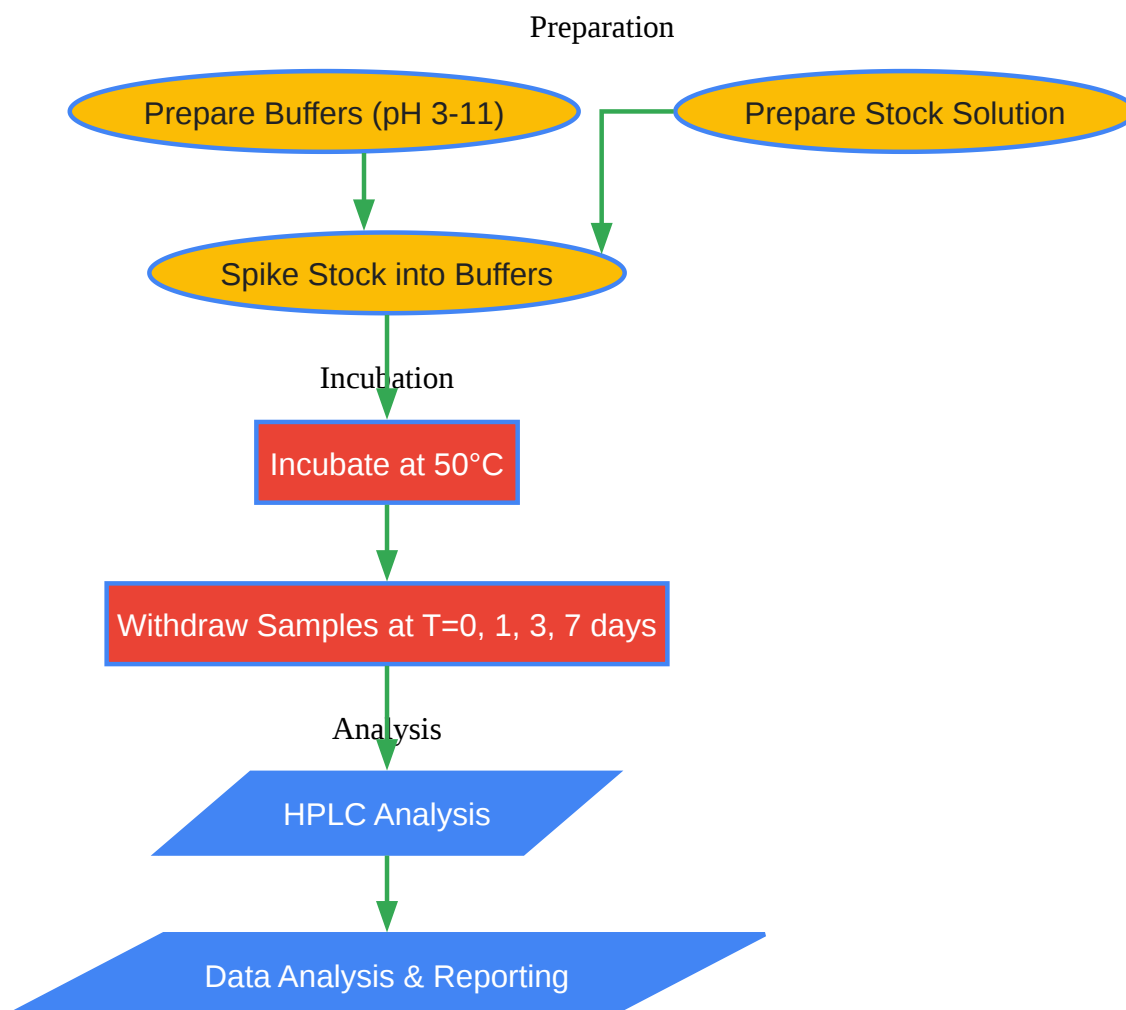 Preparation
Prepare Buffers (pH 3-11)
Prepare Stock Solution
Spike Stock into Buffers
Incubation
Incubate at 50°C
Withdraw Samples at T=0, 1, 3, 7 days
Analysis
HPLC Analysis
Data Analysis & Reporting